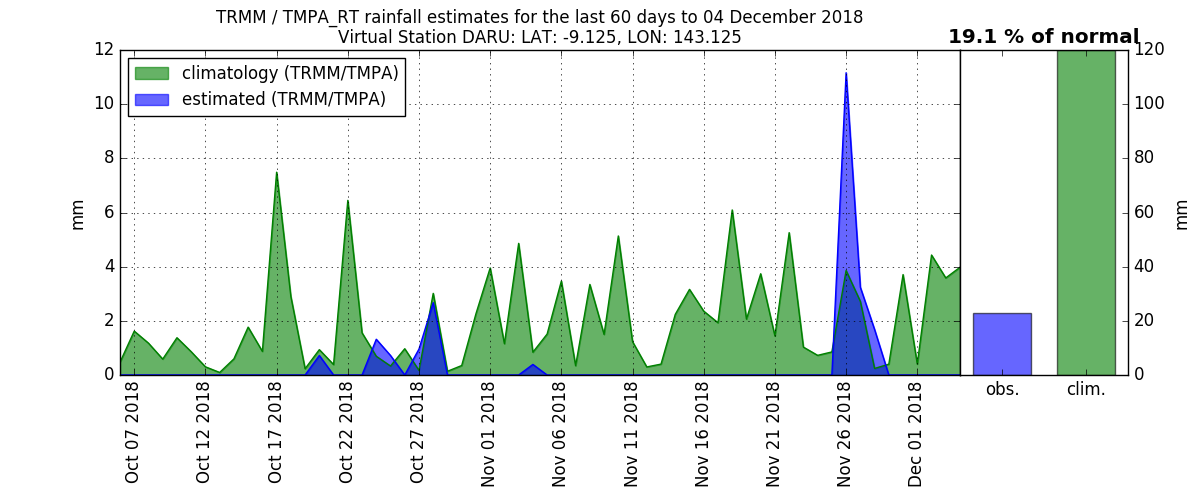 TRMM / TMPA_RT rainfall estimates for the last 60 days to 04 December 2018
Virtual Station DARU: LAT: -9.125, LON: 143.125
19.1 % of normal
climatology (TRMM/TMPA)
estimated (TRMM/TMPA)
12
10
8
6
4
2
0
mm
Oct 07 2018
Oct 12 2018
Oct 17 2018
Oct 22 2018
Oct 27 2018
Nov 01 2018
Nov 06 2018
Nov 11 2018
Nov 16 2018
Nov 21 2018
Nov 26 2018
Dec 01 2018
obs.
clim.
120
100
80
60
40
20
0
mm